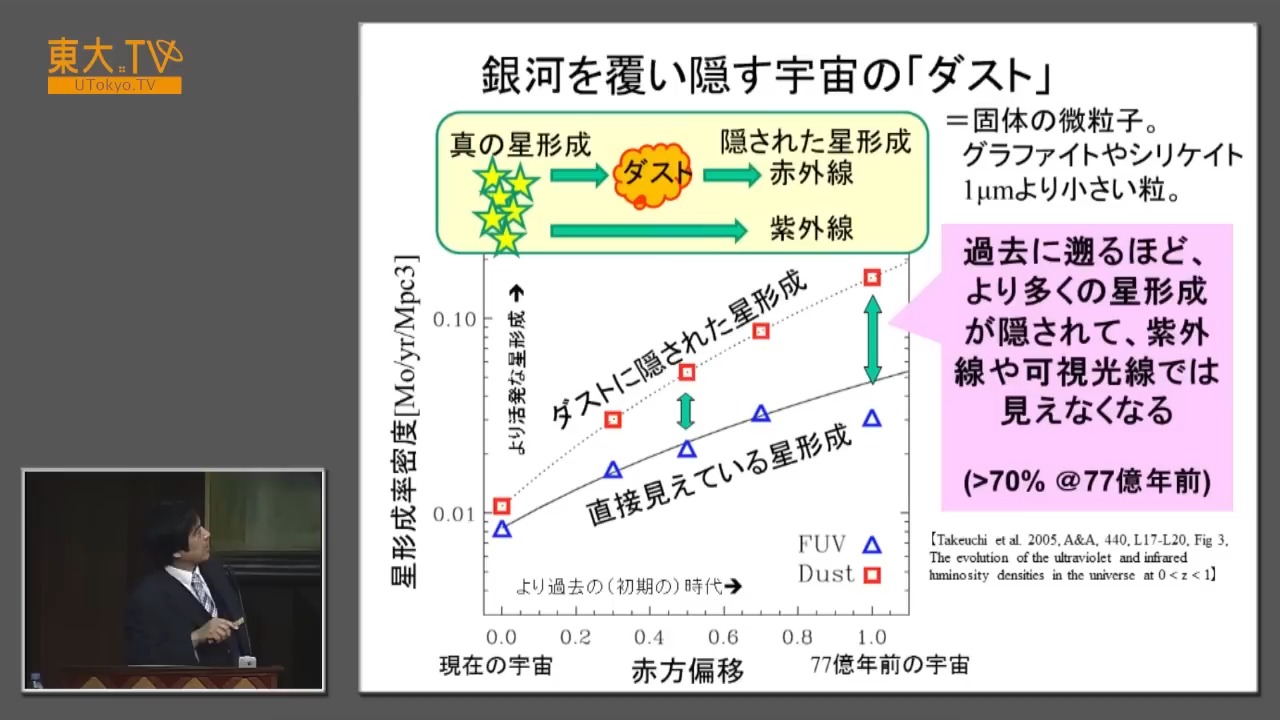 東大.TV
UTokyo.TV
銀河を覆い隠す宇宙の「ダスト」
真の星形成
隠された星形成
ダスト
赤外線
紫外線
＝固体の微粒子。
グラファイトやシリケイト
1μmより小さい粒。
過去に遡るほど、
より多くの星形成
が隠されて、紫外
線や可視光線では
見えなくなる
(>70% @77億年前)
【Takeuchi et al. 2005, A&A, 440, L17-L20, Fig 3,
The evolution of the ultraviolet and infrared
luminosity densities in the universe at 0 < z < 1】
星形成率密度[Mo/yr/Mpc3]
0.10
0.01
より活発な星形成→
ダストに隠された星形成
直接見えている星形成
FUV
Dust
より過去の(初期の)時代→
0.0 0.2 0.4 0.6 0.8 1.0
現在の宇宙
赤方偏移
77億年前の宇宙